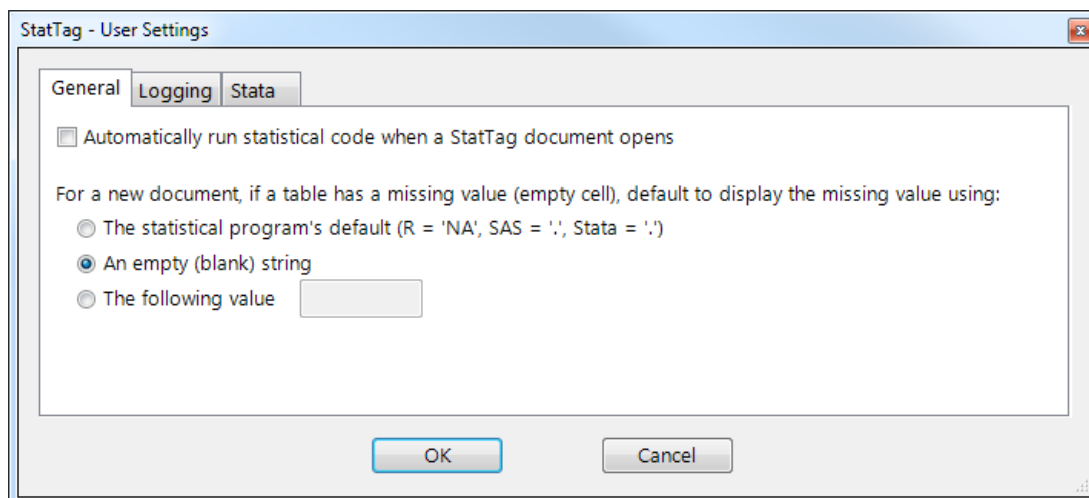 StatTag - User Settings
General Logging Stata
Automatically run statistical code when a StatTag document opens
For a new document, if a table has a missing value (empty cell), default to display the missing value using:
The statistical program's default (R = 'NA', SAS = '.', Stata = '.')
An empty (blank) string
The following value
OK Cancel